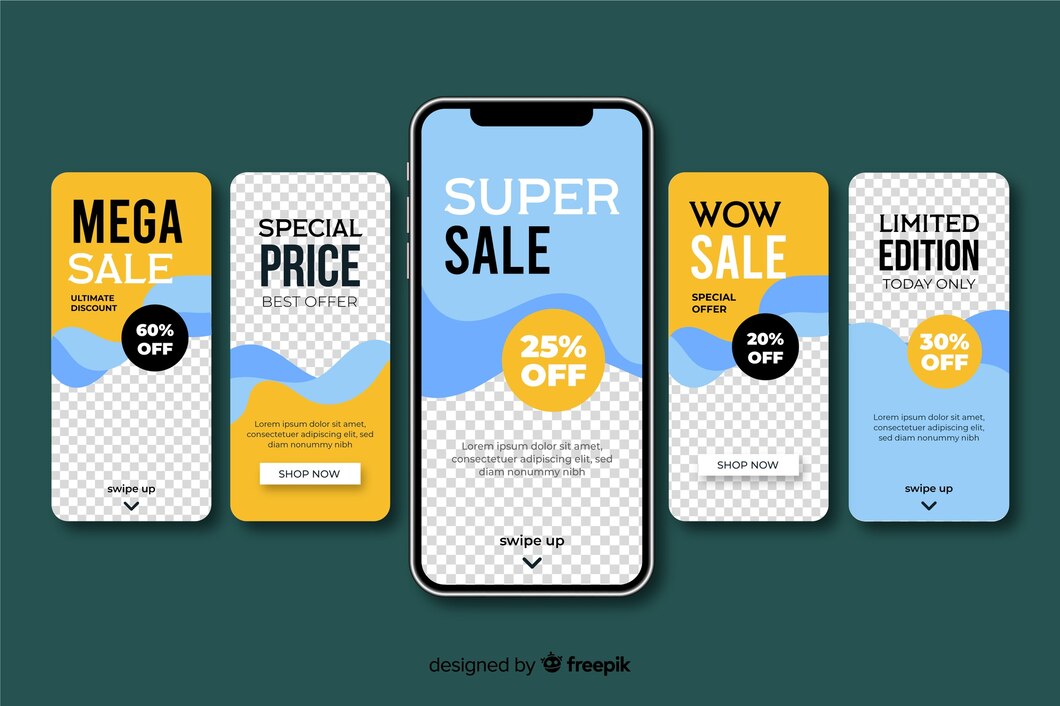 MEGA
SALE
ULTIMATE
DISCOUNT
60%
OFF
swipe up
SPECIAL
PRICE
BEST OFFER
Lorem ipsum dolor sit amet,
consectetuer adipiscing elit, sed
diam nonummy nibh
SHOP NOW
SUPER
SALE
25%
OFF
Lorem ipsum dolor sit amet,
consectetuer adipiscing elit, sed
diam nonummy nibh
swipe up
WOW
SALE
SPECIAL
OFFER
20%
OFF
SHOP NOW
LIMITED
EDITION
TODAY ONLY
30%
OFF
Lorem ipsum dolor sit amet,
consectetuer adipiscing elit, sed
diam nonummy nibh
swipe up
designed by freepik